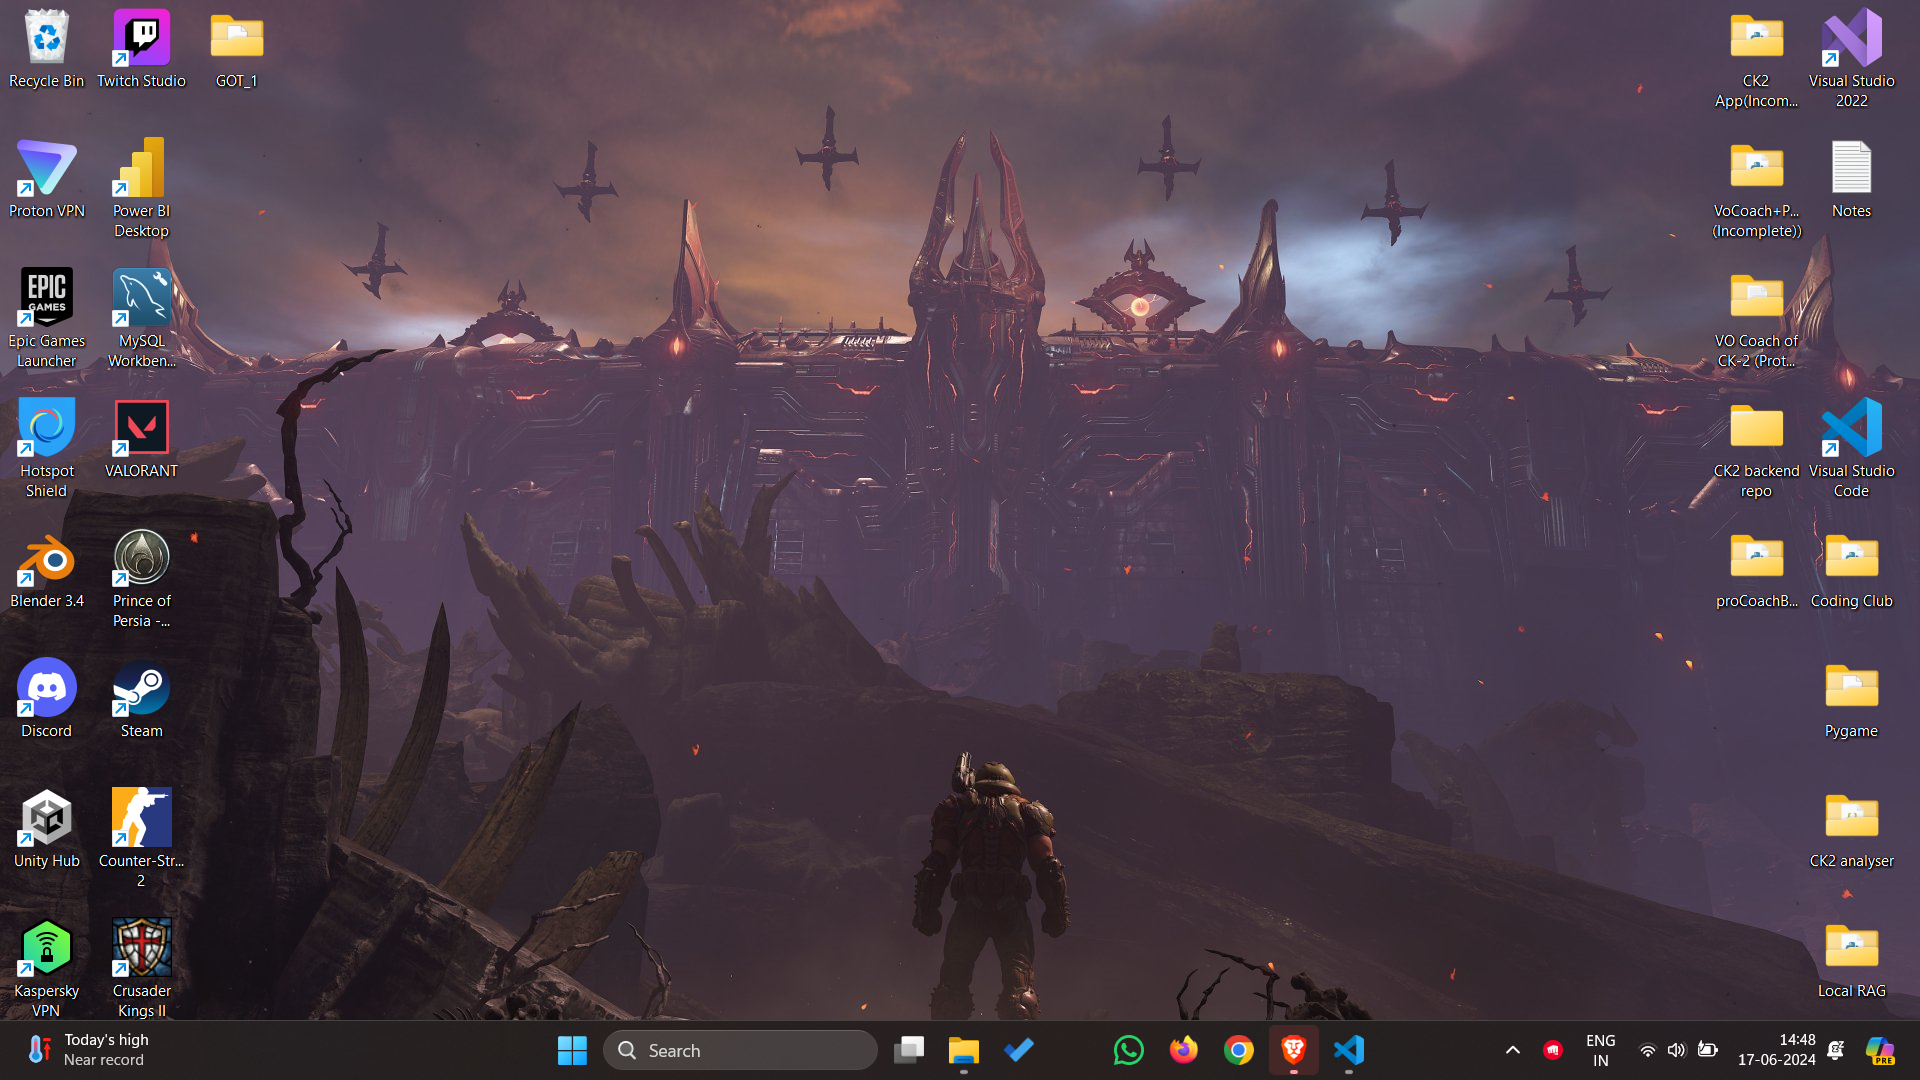 Recycle Bin
Twitch Studio
GOT_1
CK2
App(Incom...
Visual Studio
2022
Proton VPN
Power BI
Desktop
VoCoach+P...
(Incomplete))
Notes
EPIC
GAMES
Epic Games
Launcher
MySQL
Workben...
VO Coach of
CK-2 (Prot...
Hotspot
Shield
VALORANT
CK2 backend
repo
Visual Studio
Code
Blender 3.4
Prince of
Persia -...
proCoachB...
Coding Club
Discord
Steam
Pygame
Unity Hub
Counter-Str...
2
CK2 analyser
Kaspersky
VPN
Crusader
Kings II
Local RAG
Today's high
Near record
Search
ENG
IN
14:48
17-06-2024
PRE